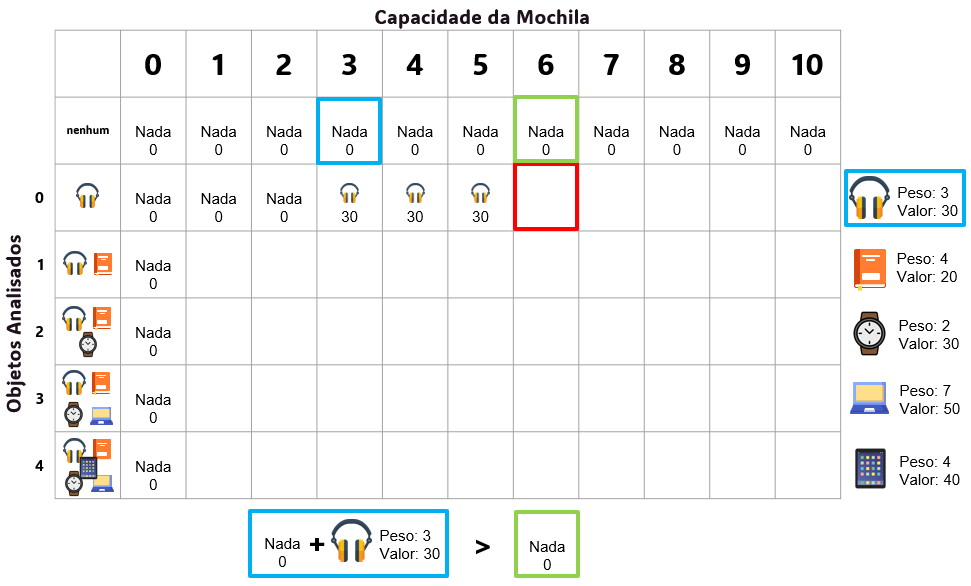 Capacidade da Mochila
0 1 2 3 4 5 6 7 8 9 10
nenhum Nada Nada Nada Nada Nada Nada Nada Nada Nada Nada Nada
0 0 0 0 0 0 0 0 0 0 0
0 Nada Nada Nada
0 0 0 30 30 30
Peso: 3
Valor: 30
1 Nada
0
Peso: 4
Valor: 20
2 Nada
0
Peso: 2
Valor: 30
3 Nada
0
Peso: 7
Valor: 50
4 Nada
0
Peso: 4
Valor: 40
Objetos Analisados
Nada + Peso: 3 > Nada
0 Valor: 30 0